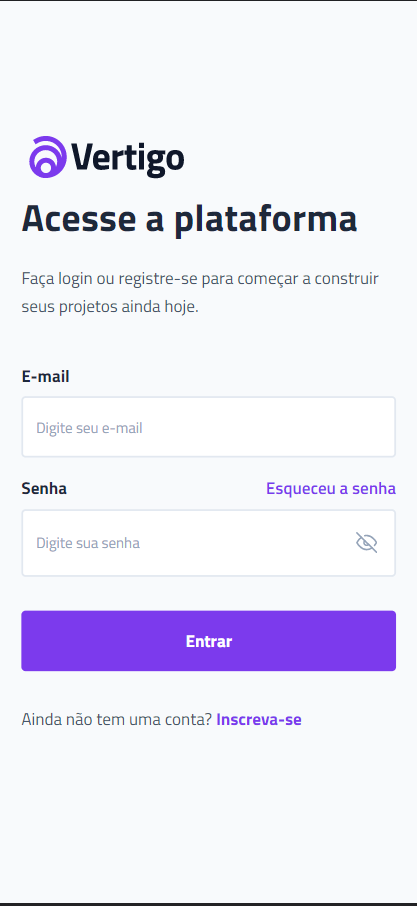 Vertigo
Acesse a plataforma
Faça login ou registre-se para começar a construir
seus projetos ainda hoje.
E-mail
Digite seu e-mail
Senha Esqueceu a senha
Digite sua senha
Entrar
Ainda não tem uma conta? Inscreva-se